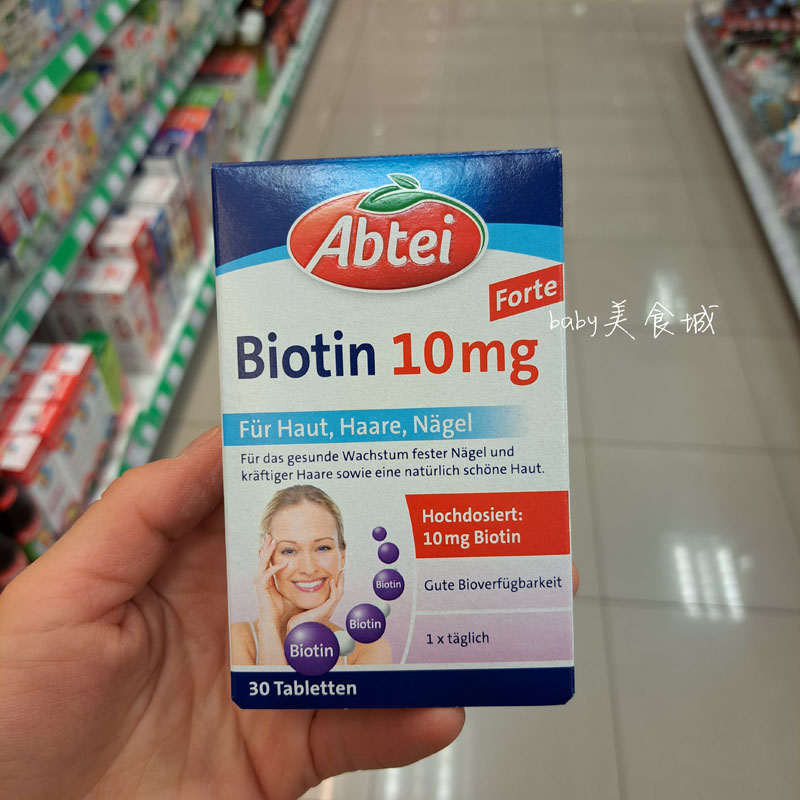 Abtei
Forte
baby美食城
Biotin 10mg
Für Haut, Haare, Nägel
Für das gesunde Wachstum fester Nägel und
kräftiger Haare sowie eine natürlich schöne Haut.
Hochdosiert:
10mg Biotin
Biotin
Gute Bioverfügbarkeit
Biotin
1 x täglich
Biotin
30 Tabletten